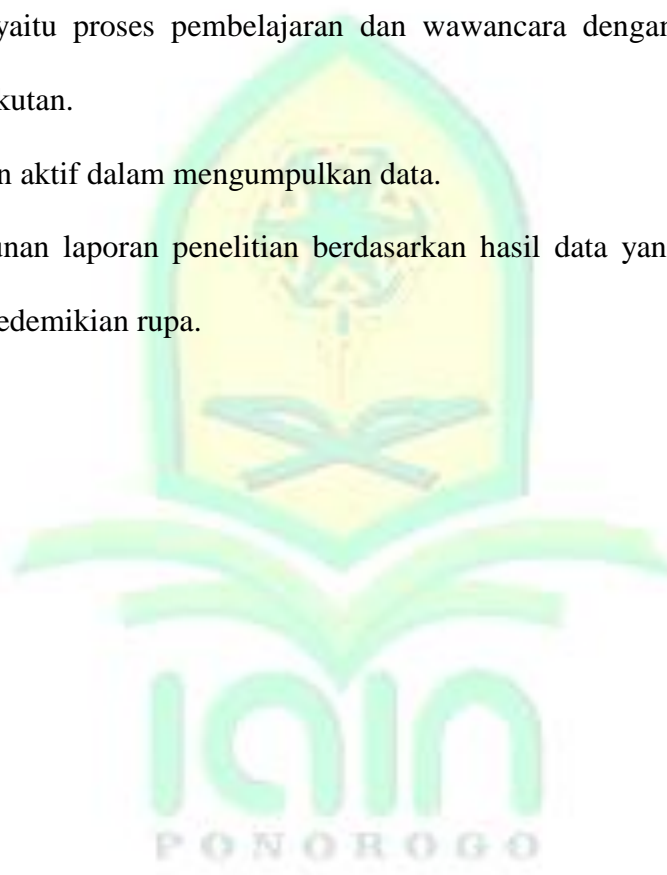 yaitu proses pembelajaran dan wawancara dengan
kutan.
n aktif dalam mengumpulkan data.
unan laporan penelitian berdasarkan hasil data yan
edemikian rupa.
iain
PONOROGO